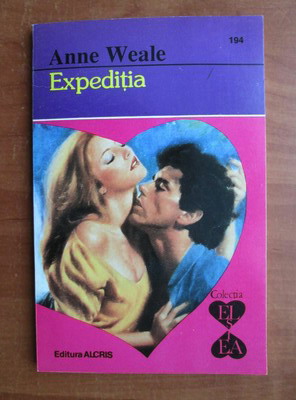 194
Anne Weale
Expediția
Colecția
EL
ȘI
EA
Editura ALCRIS